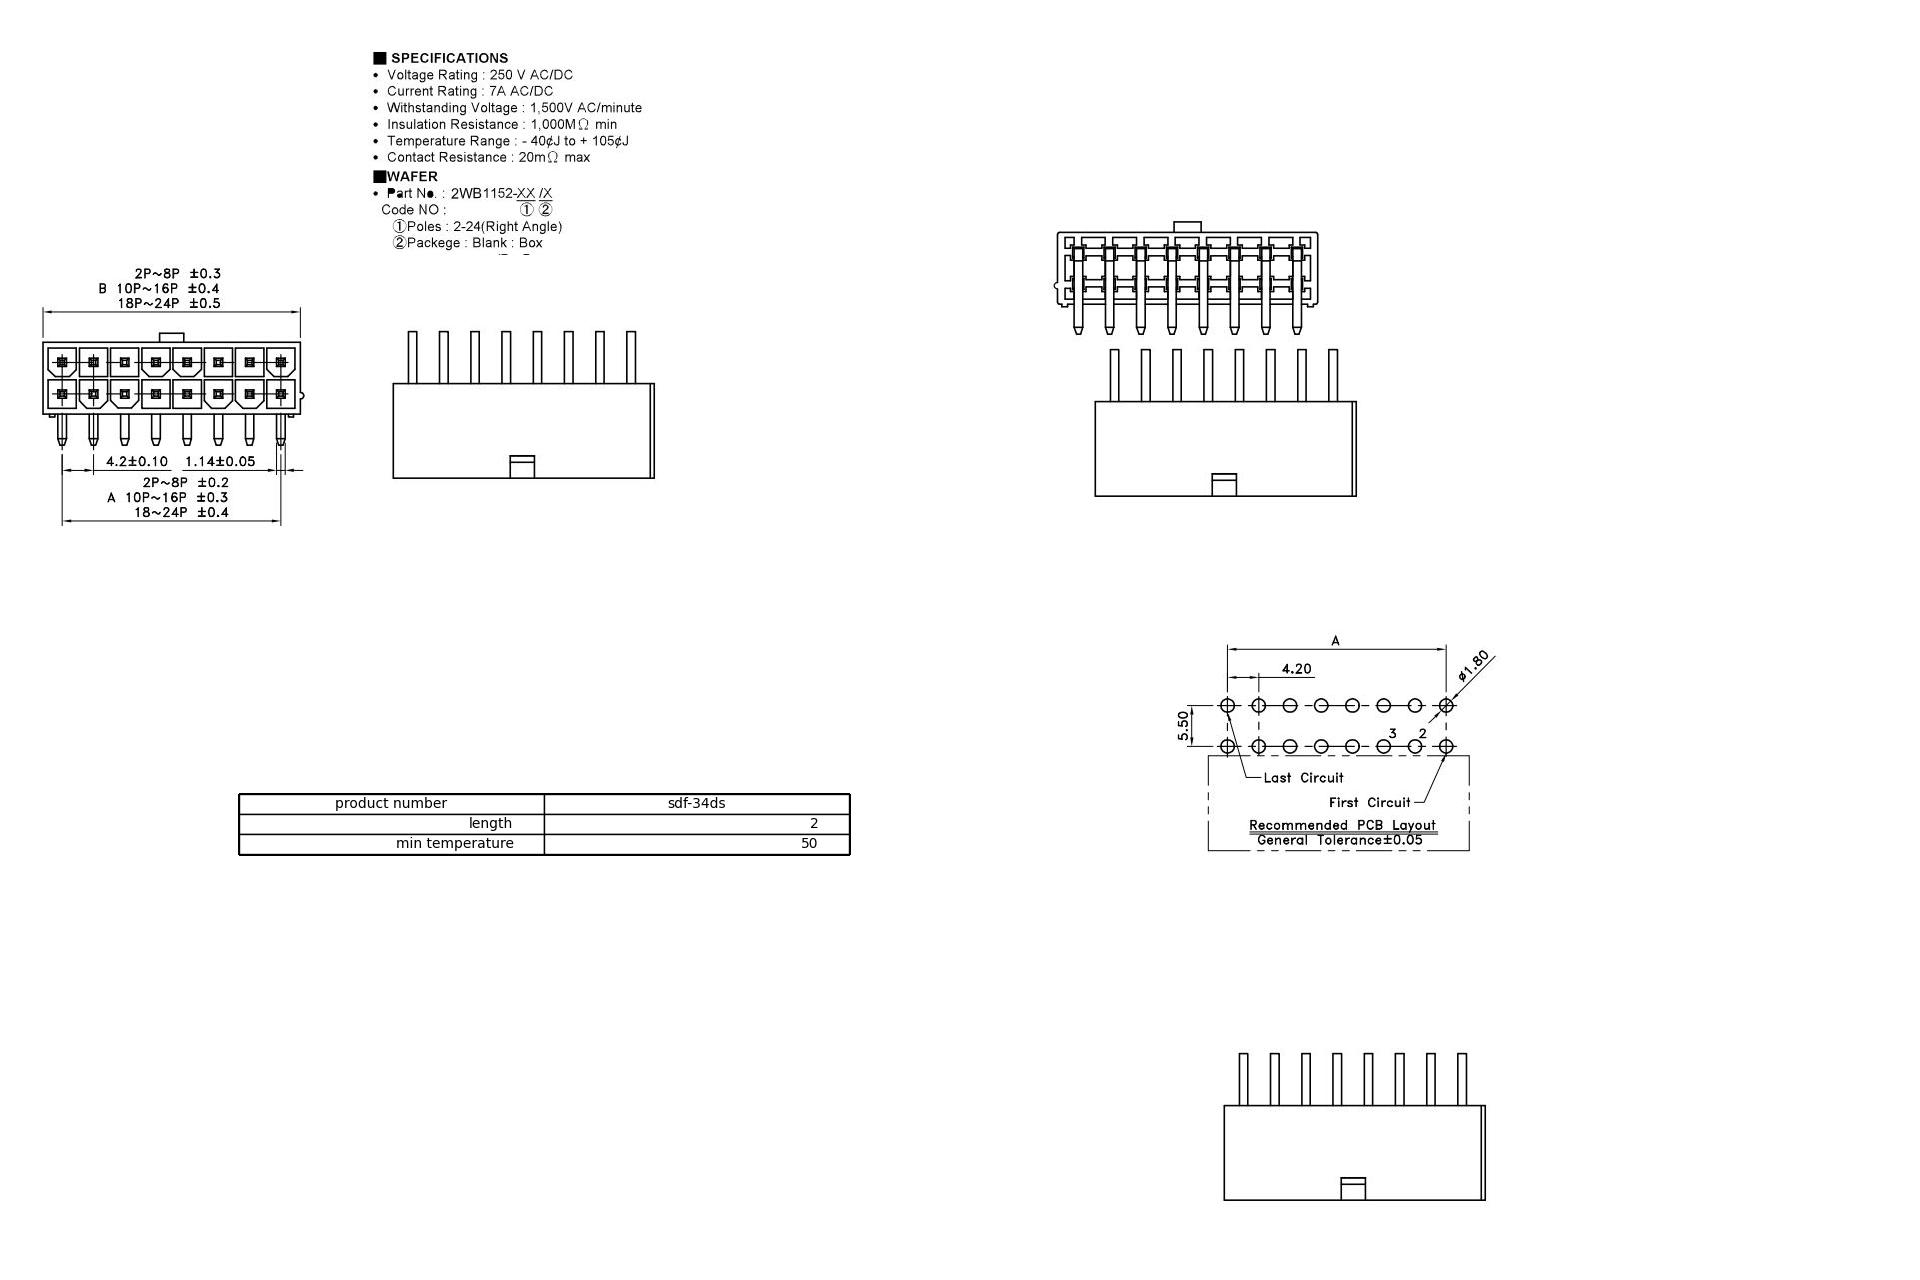 ■ SPECIFICATIONS
• Voltage Rating : 250 V AC/DC
• Current Rating : 7A AC/DC
• Withstanding Voltage : 1,500V AC/minute
• Insulation Resistance : 1,000MΩ min
• Temperature Range : - 40¢J to + 105¢J
• Contact Resistance : 20mΩ max
■WAFER
• Part No. : 2WB1152-XX /X
Code NO : ① ②
①Poles : 2-24(Right Angle)
②Packege : Blank : Box
2P~8P ±0.3
B 10P~16P ±0.4
18P~24P ±0.5
4.2±0.10 1.14±0.05
2P~8P ±0.2
A 10P~16P ±0.3
18~24P ±0.4
A
4.20
ø1.80
5.50
3 2
Last Circuit
First Circuit
Recommended PCB Layout
General Tolerance±0.05
product number sdf-34ds
length 2
min temperature 50